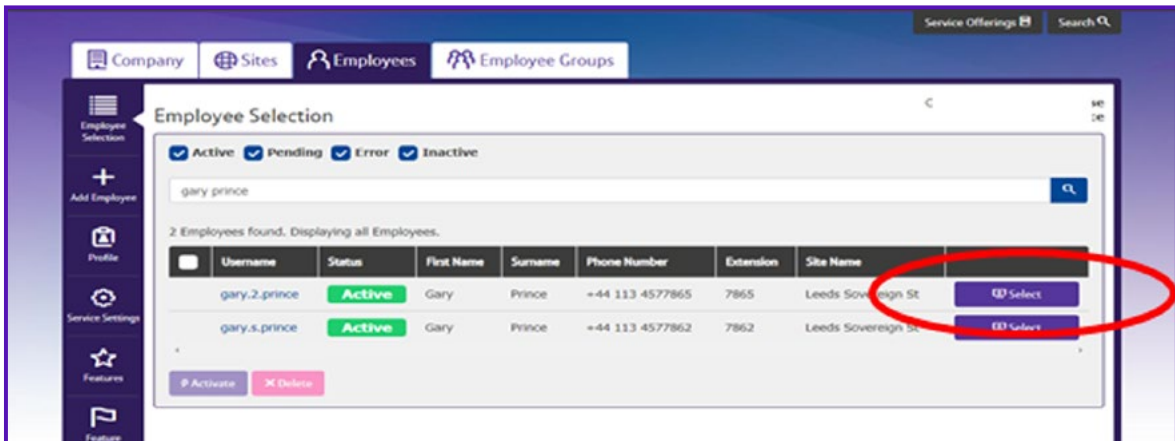 Service Offerings Search
Company Sites Employees Employee Groups
Employee Selection
Employee Selection
Active Pending Error Inactive
Add Employee
gary prince
2 Employees found. Displaying all Employees.
Profile
Username Status First Name Surname Phone Number Extension Site Name
gary.2.prince Active Gary Prince +44 113 4577865 7865 Leeds Sovereign St Select
Service Settings
gary.s.prince Active Gary Prince +44 113 4577862 7862 Leeds Sovereign St Select
Features
Activate Delete
Feature